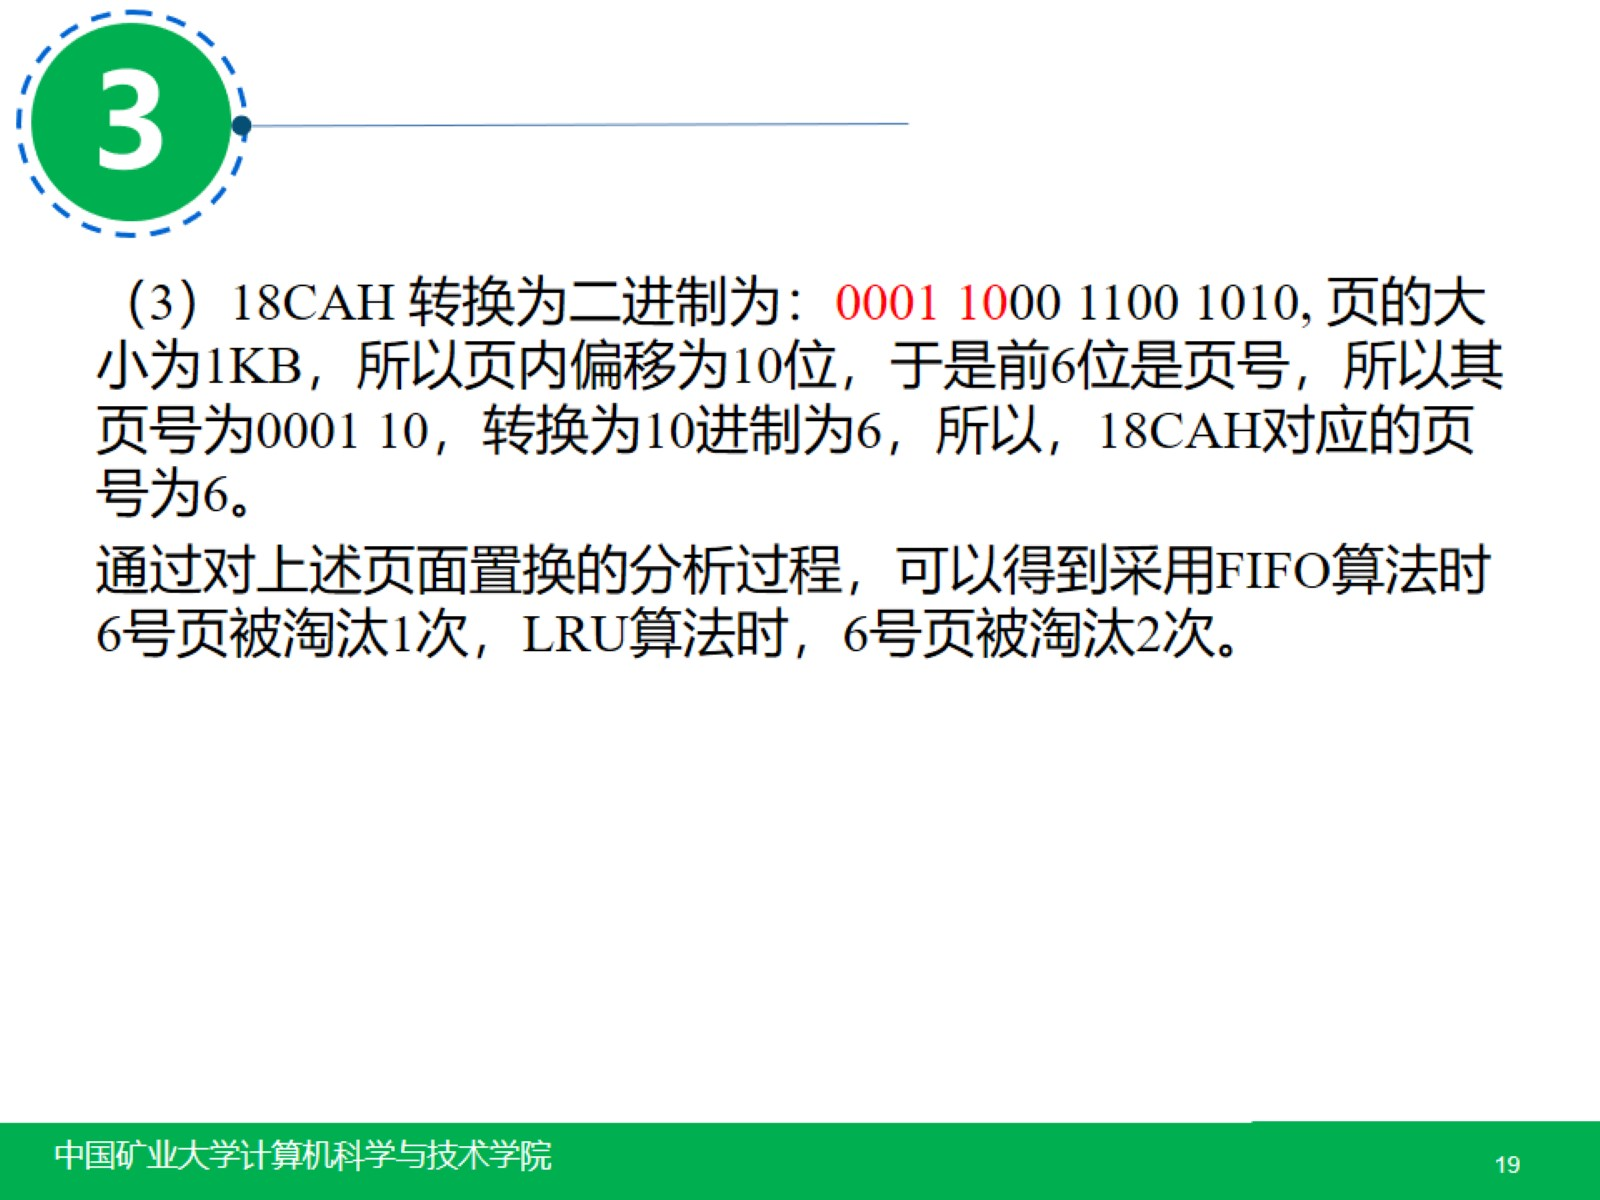 3
（3）18CAH 转换为二进制为：0001 1000 1100 1010, 页的大
小为1KB，所以页内偏移为10位，于是前6位是页号，所以其
页号为0001 10，转换为10进制为6，所以，18CAH对应的页
号为6。
通过对上述页面置换的分析过程，可以得到采用FIFO算法时
6号页被淘汰1次，LRU算法时，6号页被淘汰2次。
中国矿业大学计算机科学与技术学院
19